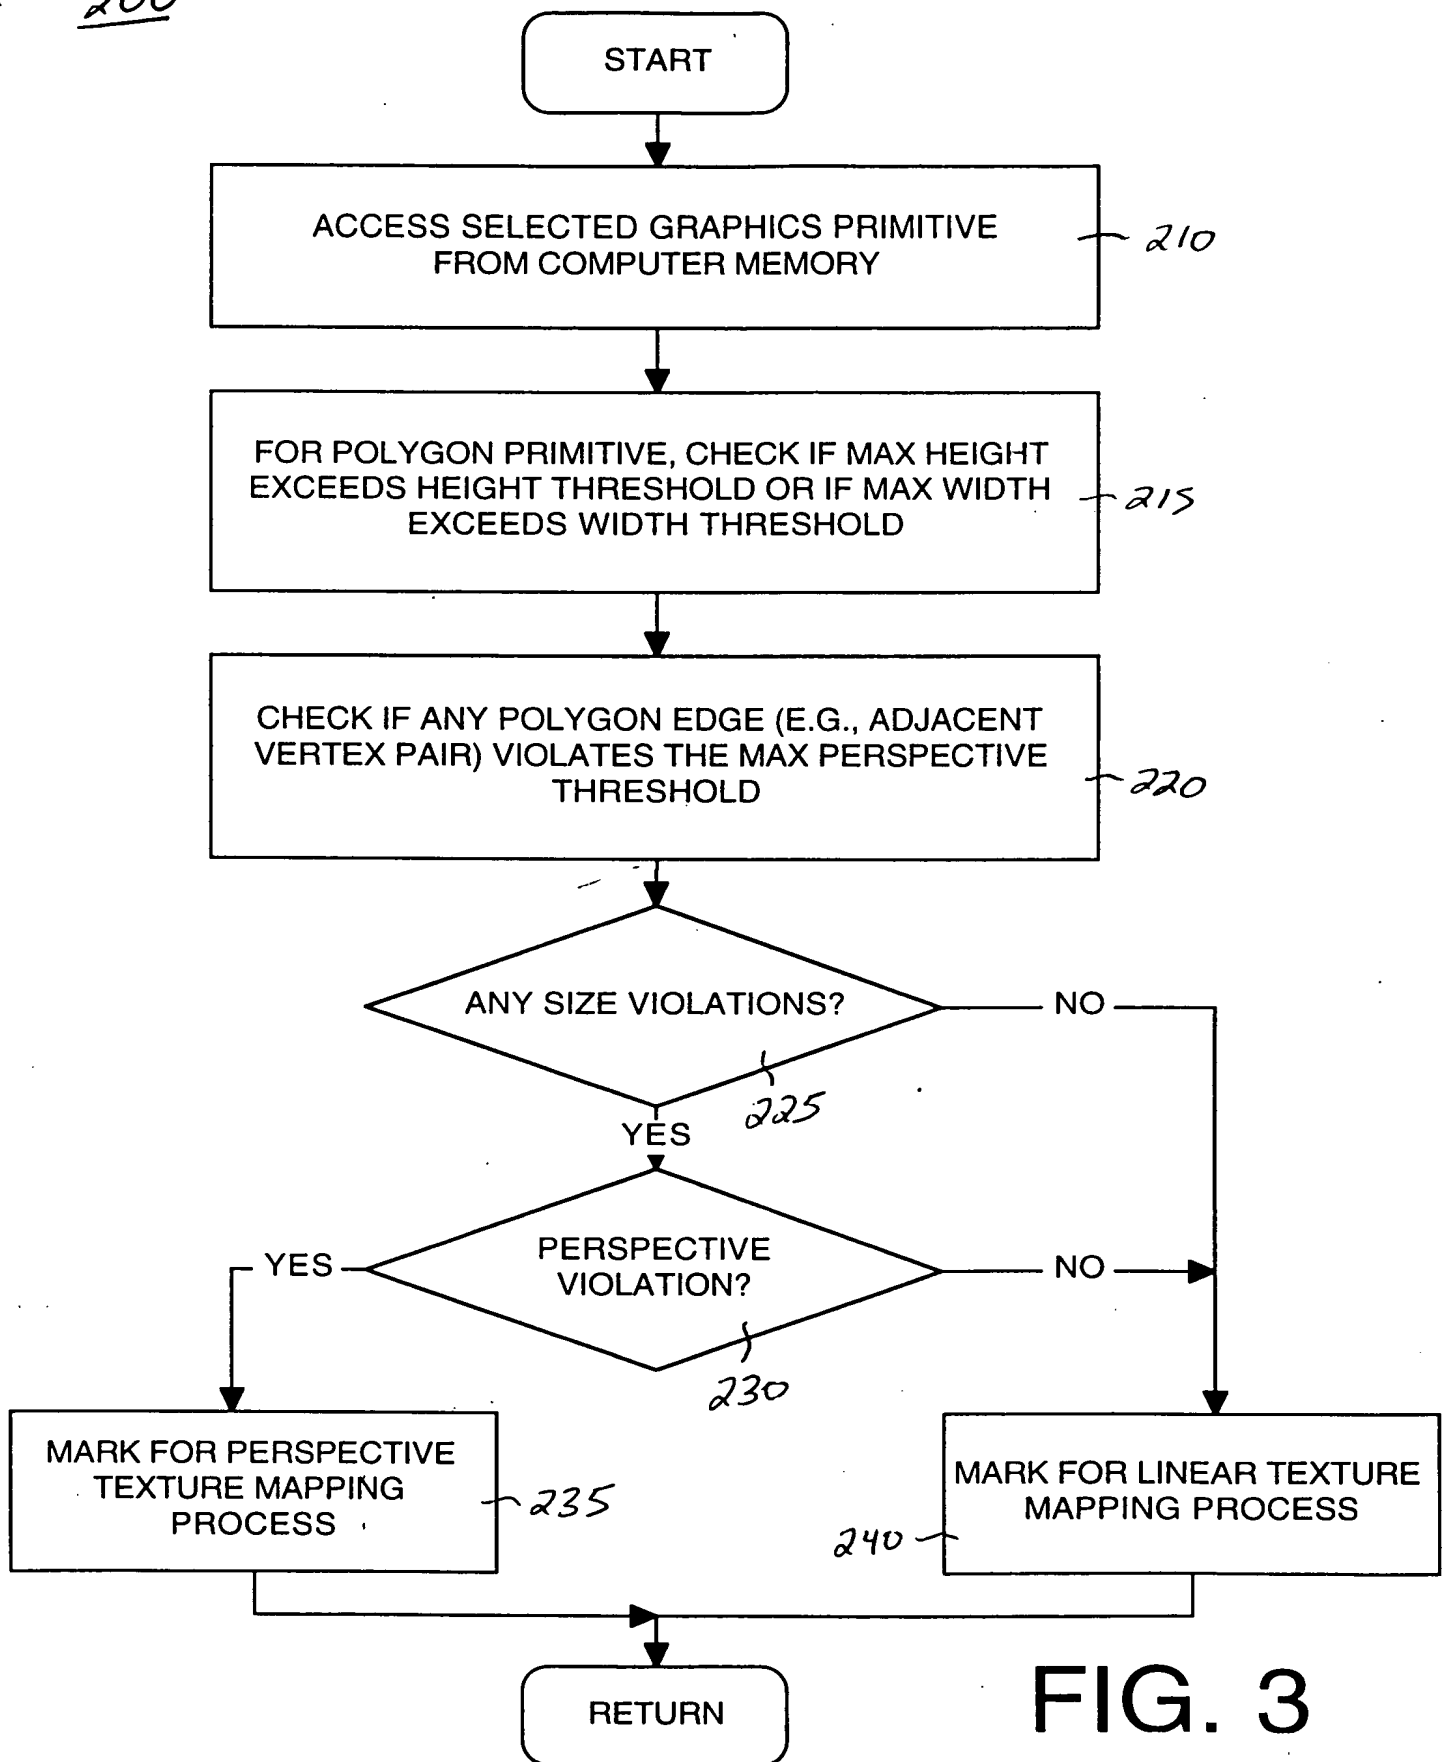 200
START
ACCESS SELECTED GRAPHICS PRIMITIVE
FROM COMPUTER MEMORY
210
FOR POLYGON PRIMITIVE, CHECK IF MAX HEIGHT
EXCEEDS HEIGHT THRESHOLD OR IF MAX WIDTH
EXCEEDS WIDTH THRESHOLD
215
CHECK IF ANY POLYGON EDGE (E.G., ADJACENT
VERTEX PAIR) VIOLATES THE MAX PERSPECTIVE
THRESHOLD
220
ANY SIZE VIOLATIONS?
NO
225
YES
PERSPECTIVE
VIOLATION?
YES
NO
230
MARK FOR PERSPECTIVE
TEXTURE MAPPING
PROCESS
235
MARK FOR LINEAR TEXTURE
MAPPING PROCESS
240
RETURN
FIG. 3